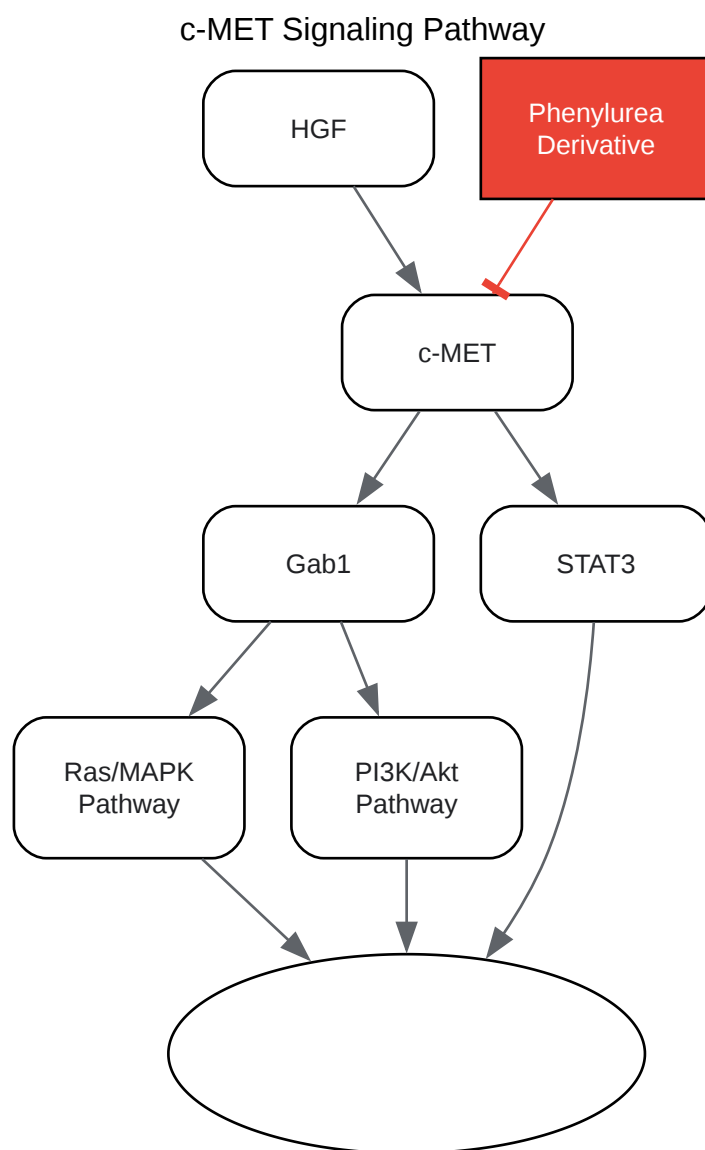 c-MET Signaling Pathway
HGF
Phenylurea
Derivative
c-MET
Gab1
STAT3
Ras/MAPK
Pathway
PI3K/Akt
Pathway